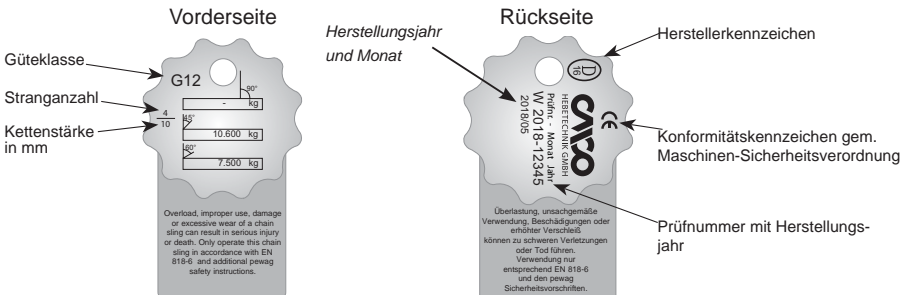 Vorderseite
Rückseite
Güteklasse
Stranganzahl
Kettenstärke
in mm
G12
90°
- kg
4
10
45°
10.600 kg
60°
7.500 kg
Overload, improper use, damage
or excessive wear of a chain
sling can result in serious injury
or death. Only operate this chain
sling in accordance with EN
818-6 and additional pewag
safety instructions.
Herstellungsjahr
und Monat
Herstellerkennzeichen
Konformitätskennzeichen gem.
Maschinen-Sicherheitsverordnung
Prüfnummer mit Herstellungs-
jahr
D
16
CE
HEBETECHNIK GMBH
Prüfnr. - Monat Jahr
W 2018-12345
2018/05
Überlastung, unsachgemäße
Verwendung, Beschädigungen oder
erhöhter Verschleiß
können zu schweren Verletzungen
oder Tod führen.
Verwendung nur
entsprechend EN 818-6
und den pewag
Sicherheitsvorschriften.